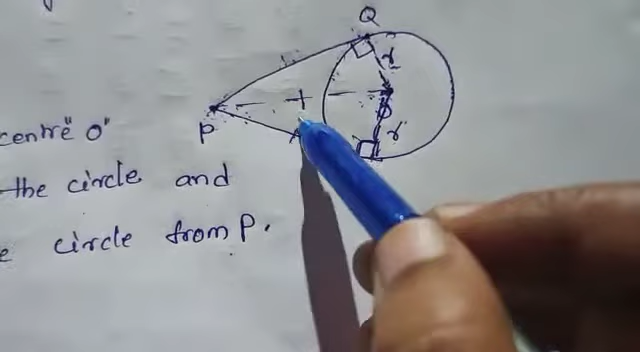 Q
r
P
r
centre "O"
the circle and
circle from P.